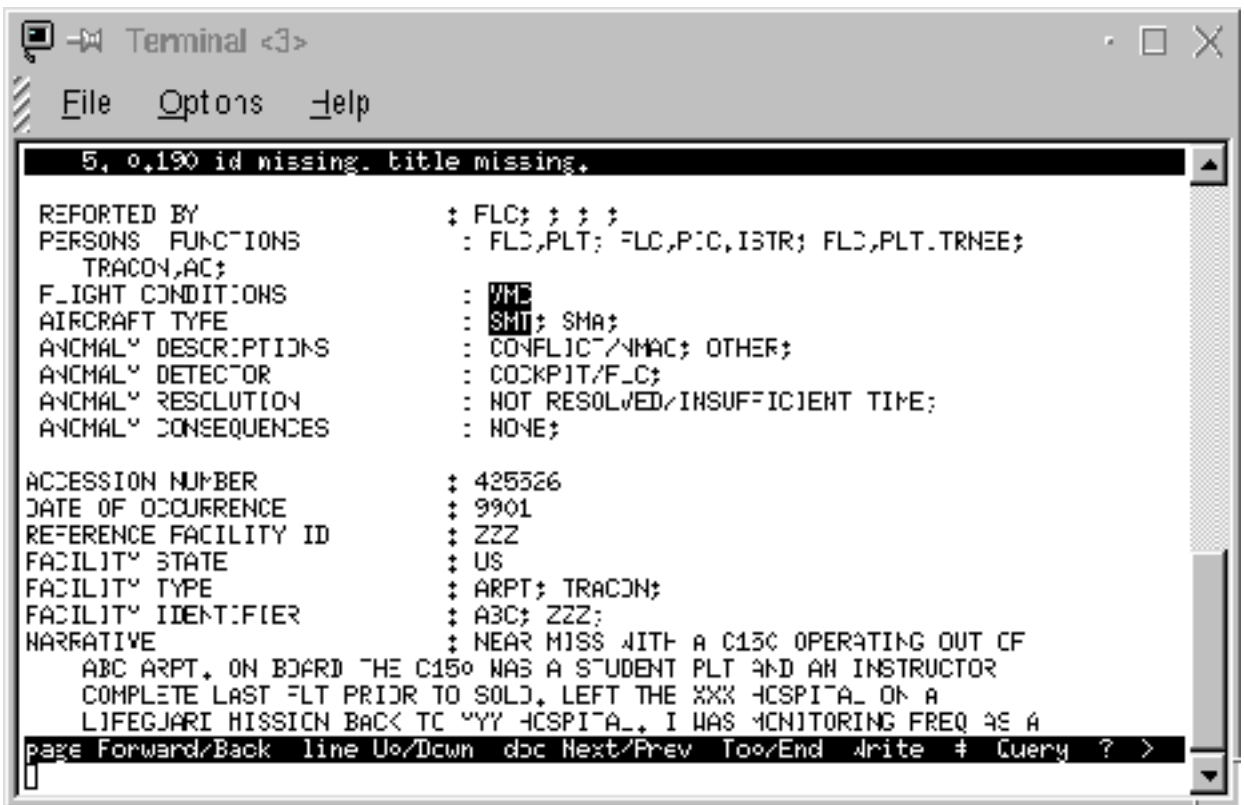 Terminal <3>
File Options Help
5, 0.190 id missing. title missing.
REPORTED BY : FLC; ; ; ;
PERSONS FUNCTIONS : FLC,PLT; FLC,PIC,ISTR; FLC,PLT,TRNEE;
TRACON,AC;
FLIGHT CONDITIONS : VMC
AIRCRAFT TYPE : SMT; SMA;
ANOMALY DESCRIPTIONS : CONFLICT/NMAC; OTHER;
ANOMALY DETECTOR : COCKPIT/FLC;
ANOMALY RESOLUTION : NOT RESOLVED/INSUFFICIENT TIME;
ANOMALY CONSEQUENCES : NONE;
ACCESSION NUMBER : 425526
DATE OF OCCURRENCE : 9901
REFERENCE FACILITY ID : ZZZ
FACILITY STATE : US
FACILITY TYPE : ARPT; TRACON;
FACILITY IDENTIFIER : ABC; ZZZ;
NARRATIVE : NEAR MISS WITH A C150 OPERATING OUT OF
ABC ARPT. ON BOARD THE C150 WAS A STUDENT PLT AND AN INSTRUCTOR
COMPLETE LAST FLT PRIOR TO SOLO. LEFT THE XXX HOSPITAL ON A
LIFEGUARD MISSION BACK TO YYY HOSPITAL. I WAS MONITORING FREQ AS A
page Forward/Back line Up/Down doc Next/Prev Top/End Write # Query ? >